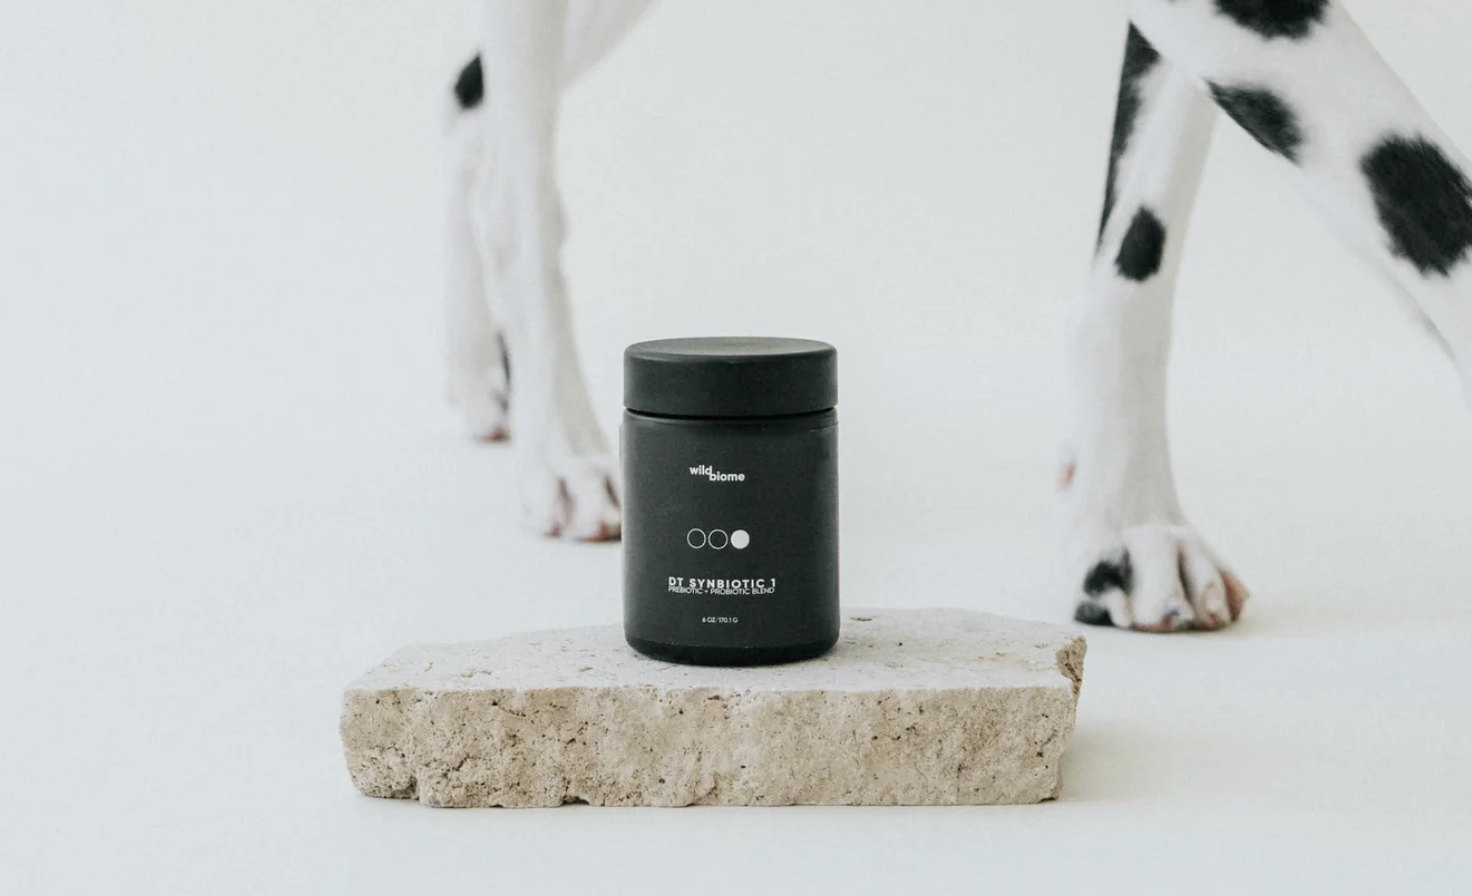 wild
biome
DT SYNBIOTIC 1
PREBIOTIC + PROBIOTIC BLEND
6 OZ/170.1 G